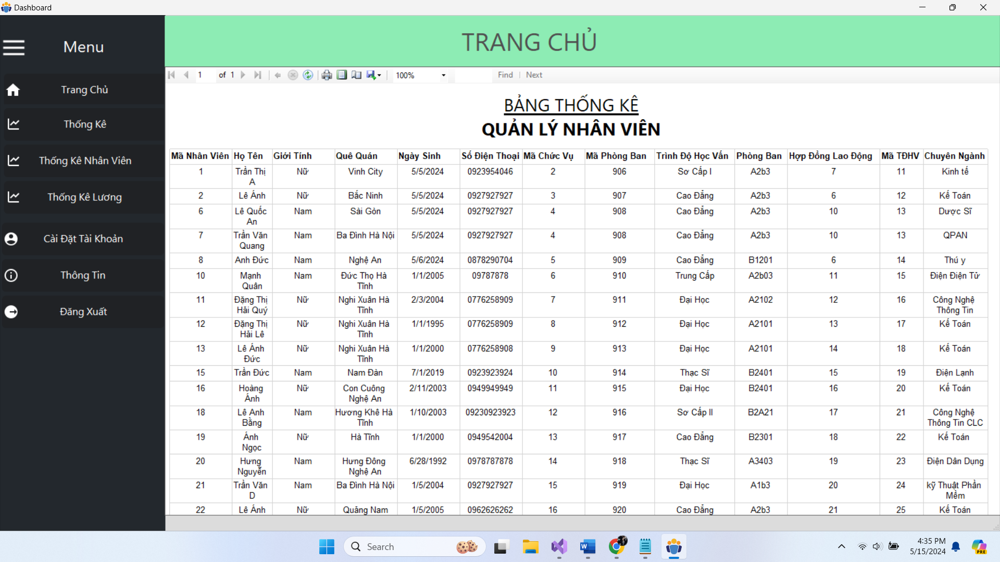 Dashboard
Menu
Trang Chủ
Thống Kê
Thống Kê Nhân Viên
Thống Kê Lương
Cài Đặt Tài Khoản
Thông Tin
Đăng Xuất
TRANG CHỦ
1 of 1 100% Find | Next
BẢNG THỐNG KÊ
QUẢN LÝ NHÂN VIÊN
Mã Nhân Viên Họ Tên Giới Tính Quê Quán Ngày Sinh Số Điện Thoại Mã Chức Vụ Mã Phòng Ban Trình Độ Học Vấn Phòng Ban Hợp Đồng Lao Động Mã TĐHV Chuyên Ngành
1 Trần Thị A Nữ Vinh City 5/5/2024 0923954046 2 906 Sơ Cấp I A2b3 7 11 Kinh tế
2 Lê Ánh Nữ Bắc Ninh 5/5/2024 0927927927 3 907 Cao Đẳng A2b3 6 12 Kế Toán
6 Lê Quốc An Nam Sài Gòn 5/5/2024 0927927927 4 908 Cao Đẳng A2b3 10 13 Dược Sĩ
7 Trần Văn Quang Nam Ba Đình Hà Nội 5/5/2024 0927927927 4 908 Cao Đẳng A2b3 10 13 QPAN
8 Anh Đức Nam Nghệ An 5/6/2024 0878290704 5 909 Cao Đẳng B1201 6 14 Thú y
10 Mạnh Quân Nam Đức Thọ Hà Tĩnh 1/1/2005 09787878 6 910 Trung Cấp A2b03 11 15 Điện Điện Tử
11 Đặng Thị Hải Quý Nữ Nghi Xuân Hà Tĩnh 2/3/2004 0776258909 7 911 Đại Học A2102 12 16 Công Nghệ Thông Tin
12 Đặng Thị Hải Lê Nữ Nghi Xuân Hà Tĩnh 1/1/1995 0776258909 8 912 Đại Học A2101 13 17 Kế Toán
13 Lê Ánh Đức Nữ Nghi Xuân Hà Tĩnh 1/1/2000 0776258908 9 913 Đại Học A2101 14 18 Kế Toán
15 Trần Đức Nam Nam Đàn 7/1/2019 0923923924 10 914 Thạc Sĩ B2401 15 19 Điện Lạnh
16 Hoàng Ánh Nữ Con Cuông Nghệ An 2/11/2003 0949949949 11 915 Đại Học B2401 16 20 Kế Toán
18 Lê Anh Bằng Nam Hương Khê Hà Tĩnh 1/10/2003 09230923923 12 916 Sơ Cấp II B2A21 17 21 Công Nghệ Thông Tin CLC
19 Ánh Ngọc Nữ Hà Tĩnh 1/1/2000 0949542004 13 917 Cao Đẳng B2301 18 22 Kế Toán
20 Hưng Nguyễn Nam Hưng Đông Nghệ An 6/28/1992 0978787878 14 918 Thạc Sĩ A3403 19 23 Điện Dân Dụng
21 Trần Văn D Nam Ba Đình Hà Nội 1/5/2004 0927927927 15 919 Đại Học A1b3 20 24 kỹ Thuật Phần Mềm
22 Lê Ánh Nữ Quảng Nam 1/5/2005 0962626262 16 920 Cao Đẳng A2b3 21 25 Kế Toán
Search
W
4:35 PM
5/15/2024
PRE